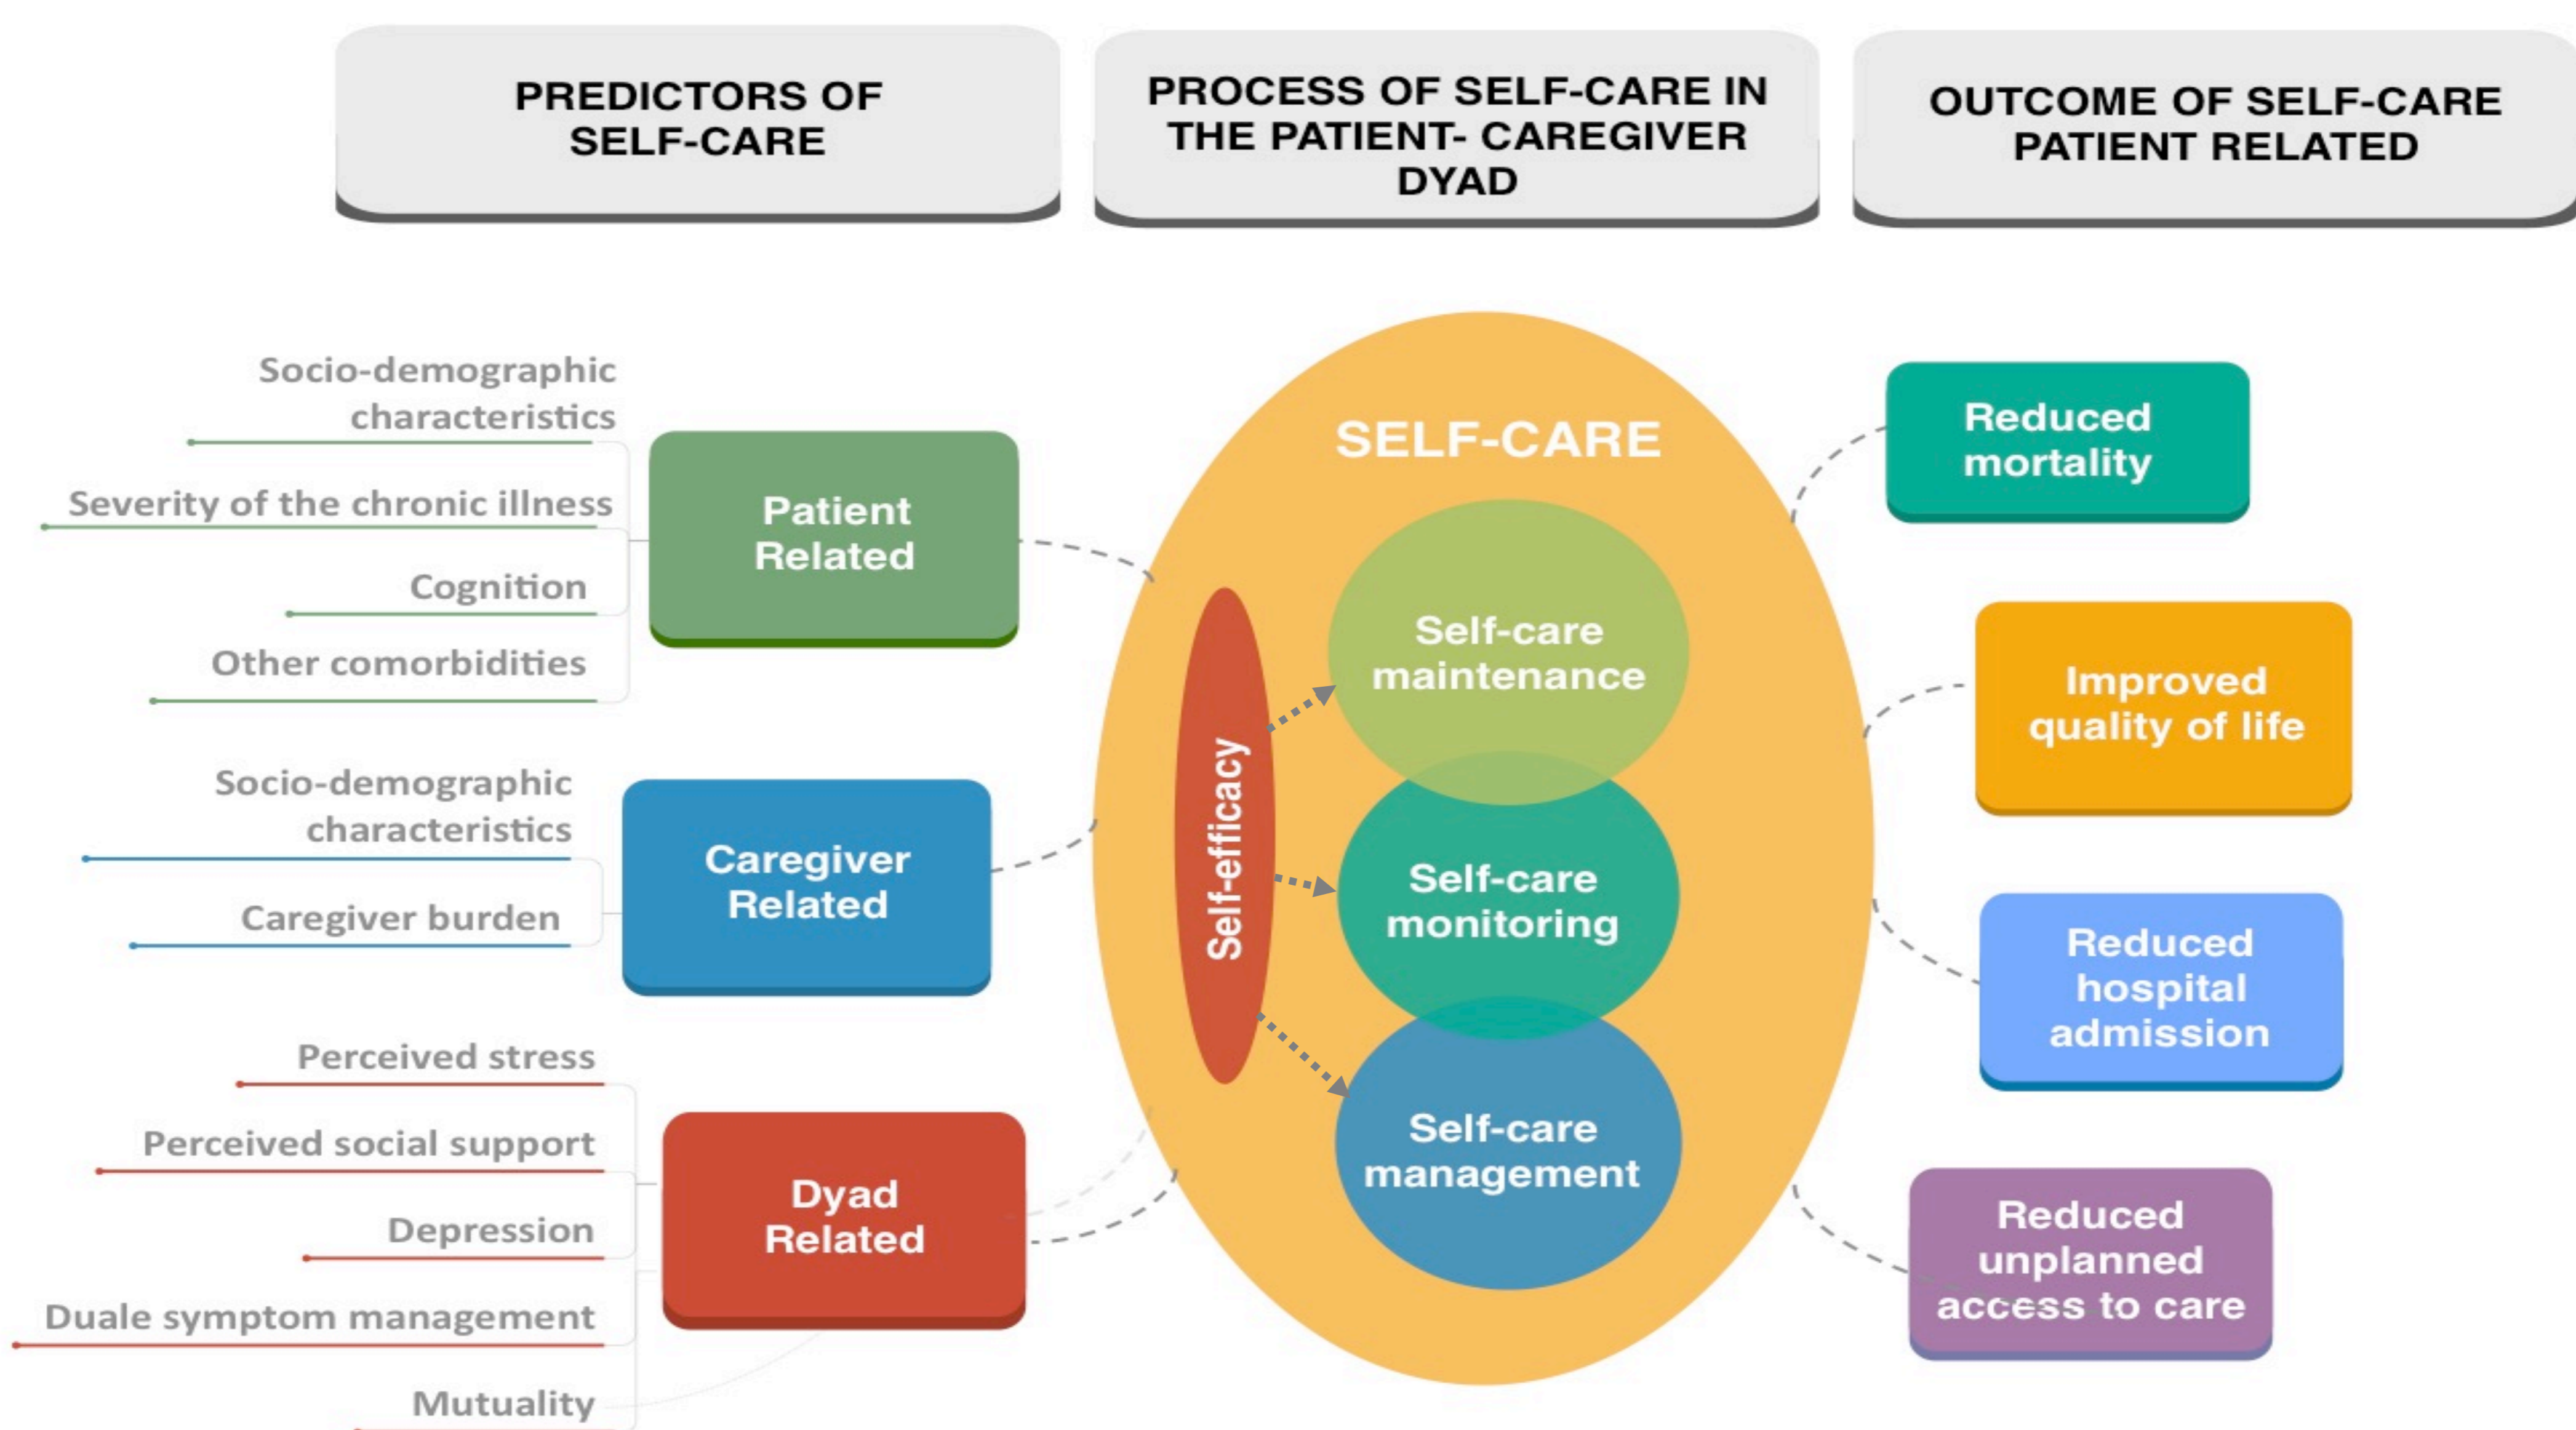 PREDICTORS OF
SELF-CARE
PROCESS OF SELF-CARE IN
THE PATIENT- CAREGIVER
DYAD
OUTCOME OF SELF-CARE
PATIENT RELATED
Socio-demographic
characteristics
Severity of the chronic illness
Cognition
Other comorbidities
Patient
Related
Socio-demographic
characteristics
Caregiver burden
Caregiver
Related
Perceived stress
Perceived social support
Depression
Duale symptom management
Mutuality
Dyad
Related
SELF-CARE
Self-efficacy
Self-care
maintenance
Self-care
monitoring
Self-care
management
Reduced
mortality
Improved
quality of life
Reduced
hospital
admission
Reduced
unplanned
access to care